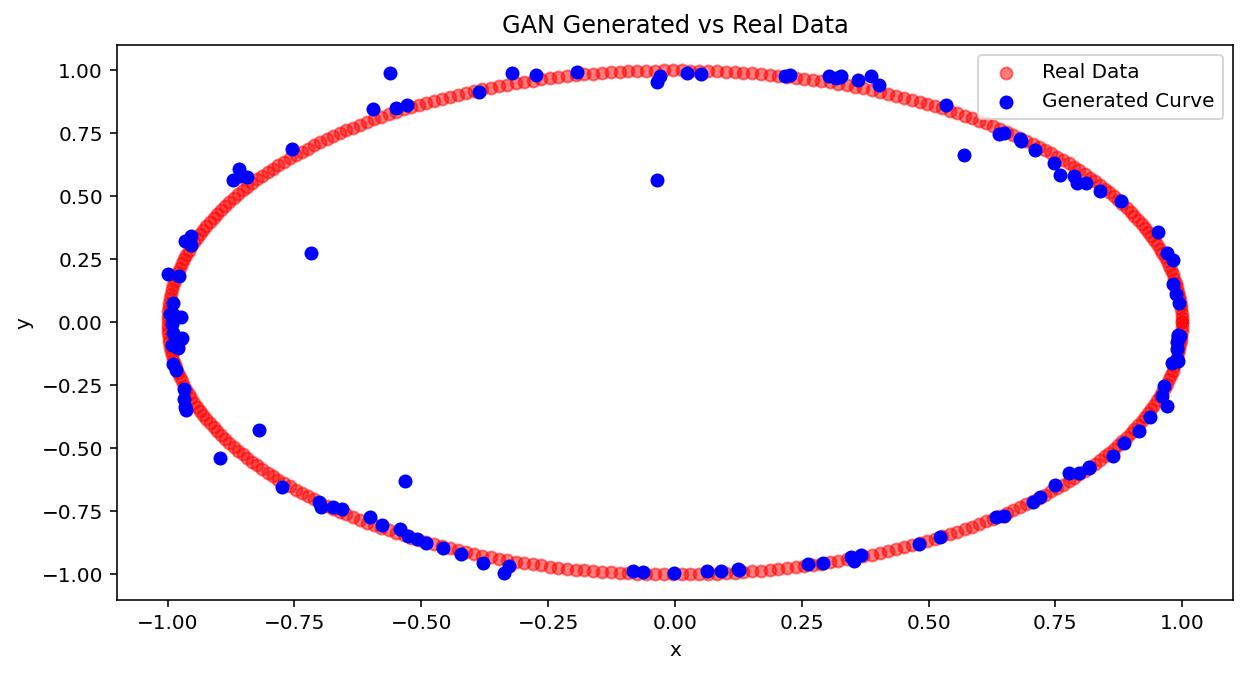 GAN Generated vs Real Data
Real Data
Generated Curve
1.00
0.75
0.50
0.25
0.00
−0.25
−0.50
−0.75
−1.00
y
−1.00 −0.75 −0.50 −0.25 0.00 0.25 0.50 0.75 1.00
x